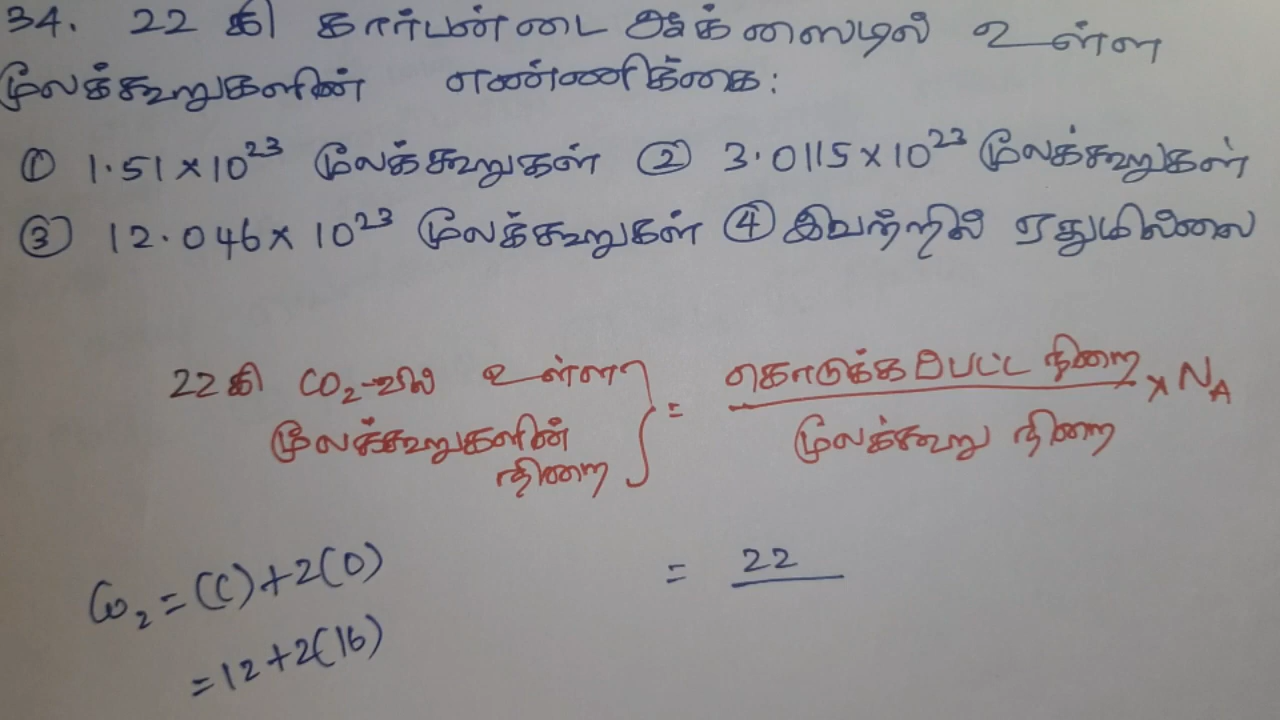 34. 22 கி கார்பன் டை ஆக்ஸைடில் உள்ள
மூலக்கூறுகளின் எண்ணிக்கை:
① 1.51 × 10²³ மூலக்கூறுகள் ② 3.0115 × 10²³ மூலக்கூறுகள்
③ 12.046 × 10²³ மூலக்கூறுகள் ④ இவற்றில் ஏதுமில்லை
22 கி CO₂-வில் உள்ள மூலக்கூறுகளின் நிறை } = கொடுக்கப்பட்ட நிறை / மூலக்கூறு நிறை × N_A
CO₂ = (C) + 2(O) = 22
= 12 + 2(16)